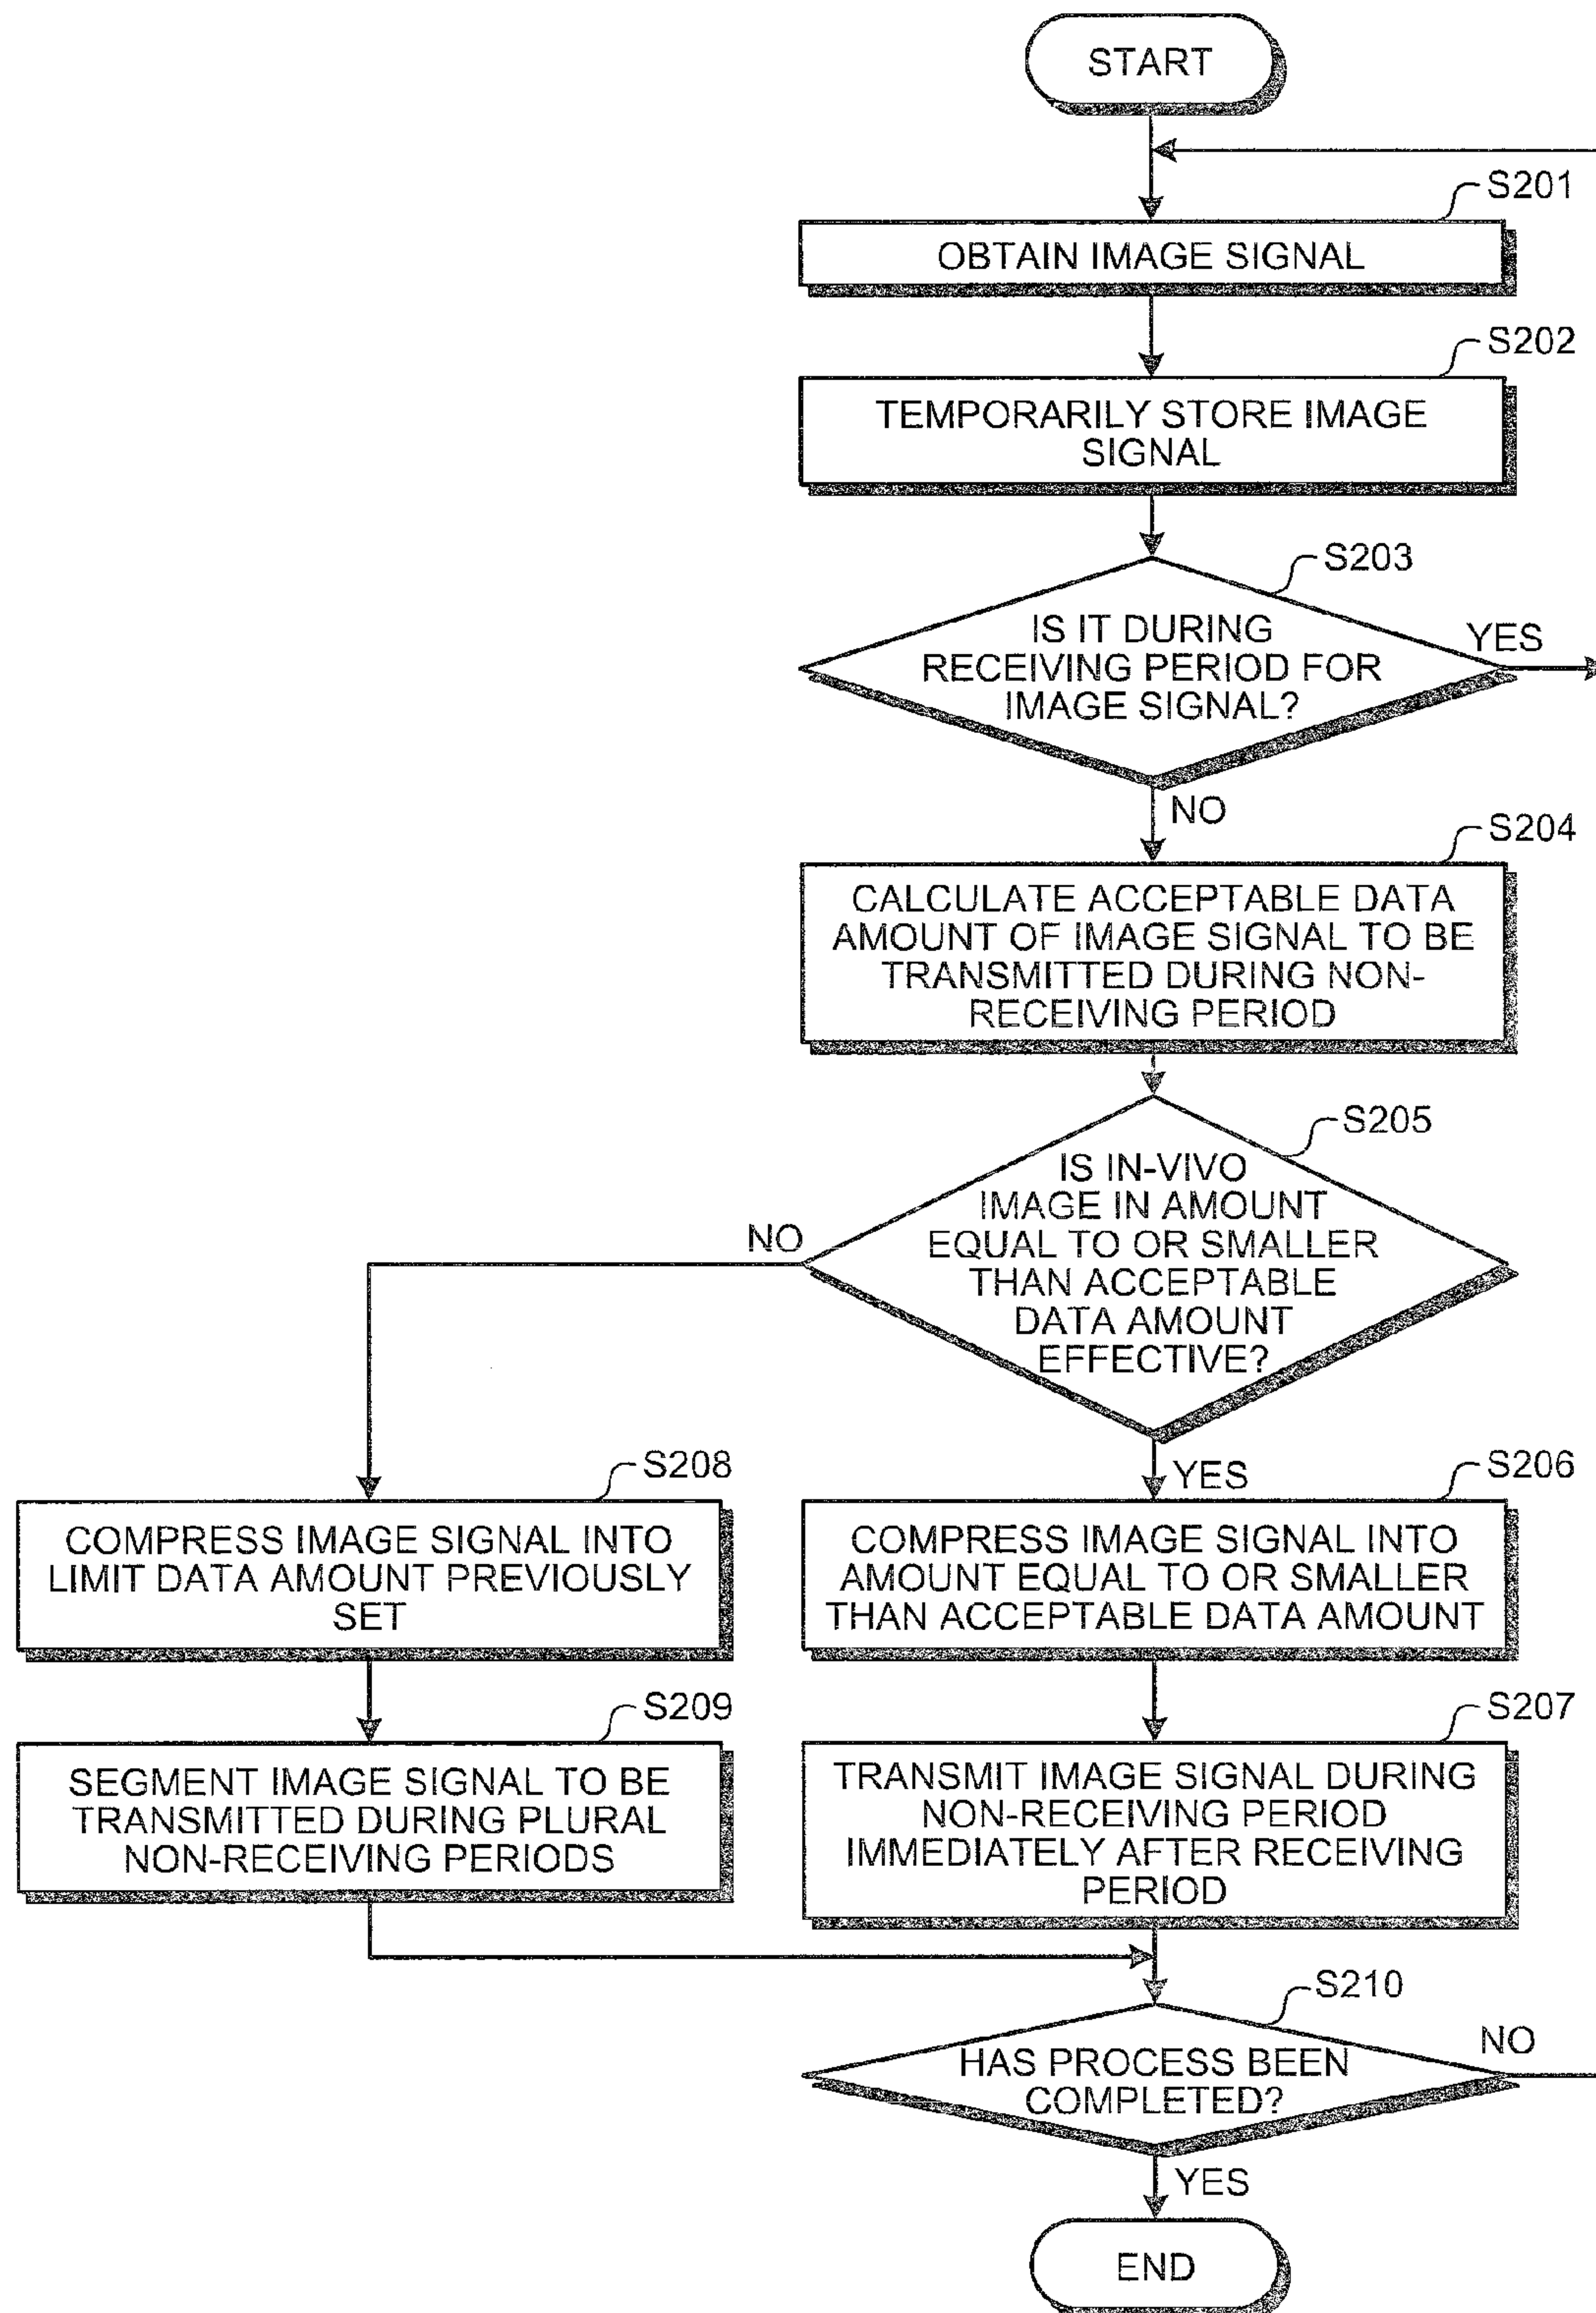 START
S201
OBTAIN IMAGE SIGNAL
S202
TEMPORARILY STORE IMAGE
SIGNAL
S203
IS IT DURING
RECEIVING PERIOD FOR
IMAGE SIGNAL?
YES
NO
S204
CALCULATE ACCEPTABLE DATA
AMOUNT OF IMAGE SIGNAL TO BE
TRANSMITTED DURING NON-
RECEIVING PERIOD
S205
IS IN-VIVO
IMAGE IN AMOUNT
EQUAL TO OR SMALLER
THAN ACCEPTABLE
DATA AMOUNT
EFFECTIVE?
NO
YES
S208
COMPRESS IMAGE SIGNAL INTO
LIMIT DATA AMOUNT PREVIOUSLY
SET
S206
COMPRESS IMAGE SIGNAL INTO
AMOUNT EQUAL TO OR SMALLER
THAN ACCEPTABLE DATA AMOUNT
S209
SEGMENT IMAGE SIGNAL TO BE
TRANSMITTED DURING PLURAL
NON-RECEIVING PERIODS
S207
TRANSMIT IMAGE SIGNAL DURING
NON-RECEIVING PERIOD
IMMEDIATELY AFTER RECEIVING
PERIOD
S210
HAS PROCESS BEEN
COMPLETED?
NO
YES
END